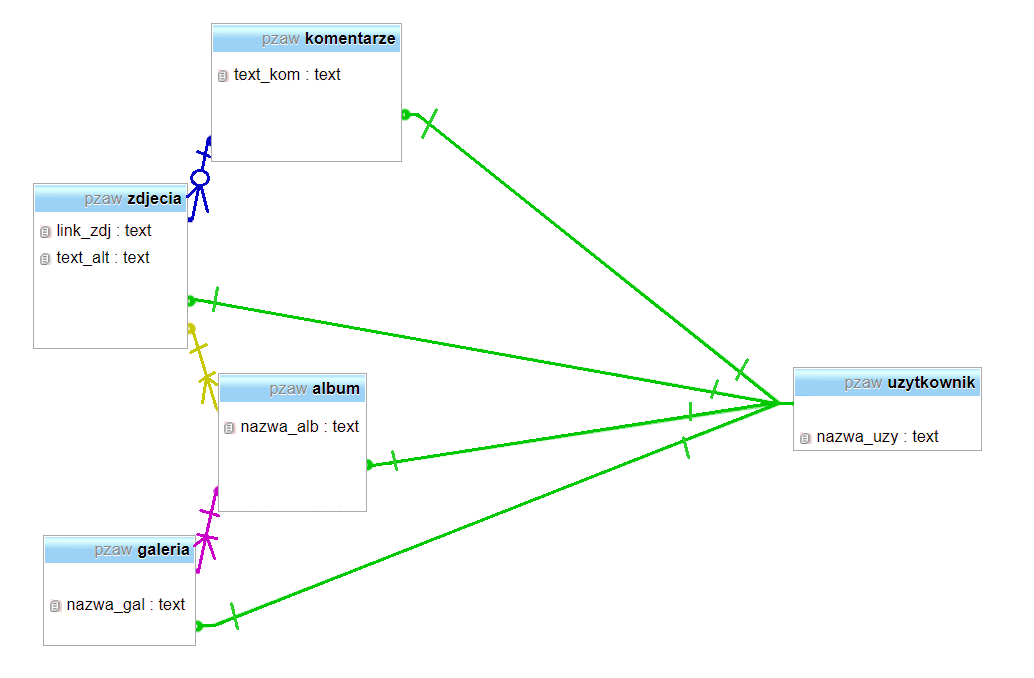 pzaw komentarze
text_kom : text
pzaw zdjecia
link_zdj : text
text_alt : text
pzaw album
nazwa_alb : text
pzaw uzytkownik
nazwa_uzy : text
pzaw galeria
nazwa_gal : text